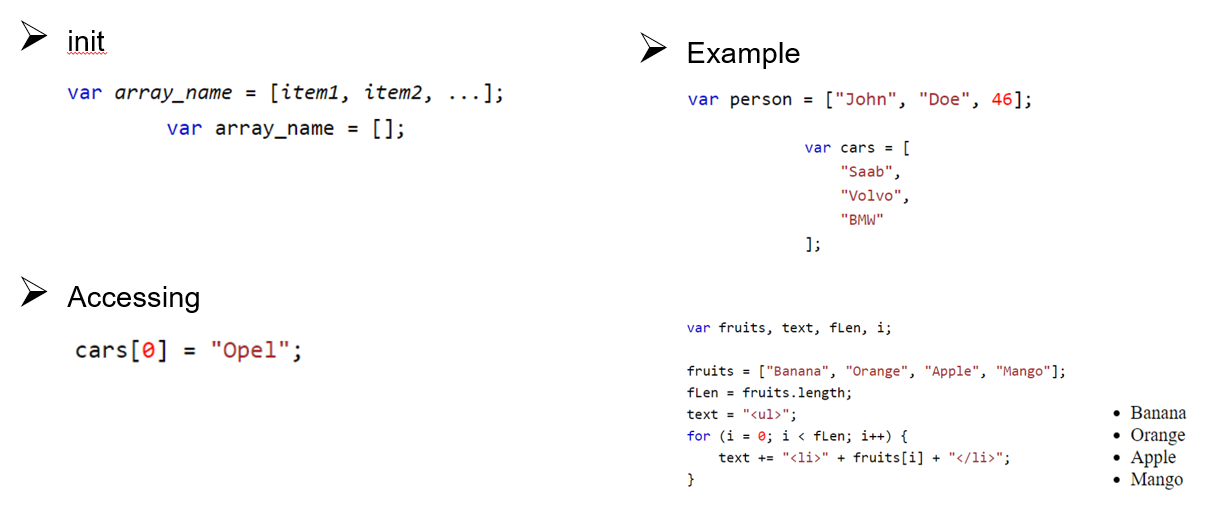 init
var array_name = [item1, item2, ...];
var array_name = [];
Accessing
cars[0] = "Opel";
Example
var person = ["John", "Doe", 46];
var cars = [
    "Saab",
    "Volvo",
    "BMW"
];
var fruits, text, fLen, i;
fruits = ["Banana", "Orange", "Apple", "Mango"];
fLen = fruits.length;
text = "<ul>";
for (i = 0; i < fLen; i++) {
    text += "<li>" + fruits[i] + "</li>";
}
• Banana
• Orange
• Apple
• Mango